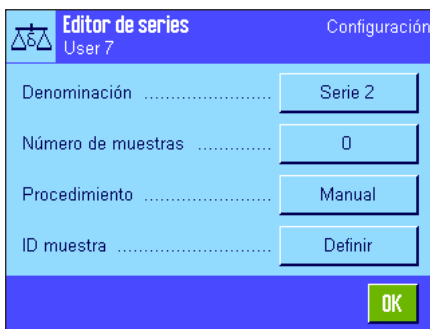 Editor de series Configuración
User 7
Denominación ........................ Serie 2
Número de muestras .............. 0
Procedimiento ........................ Manual
ID muestra ............................. Definir
OK